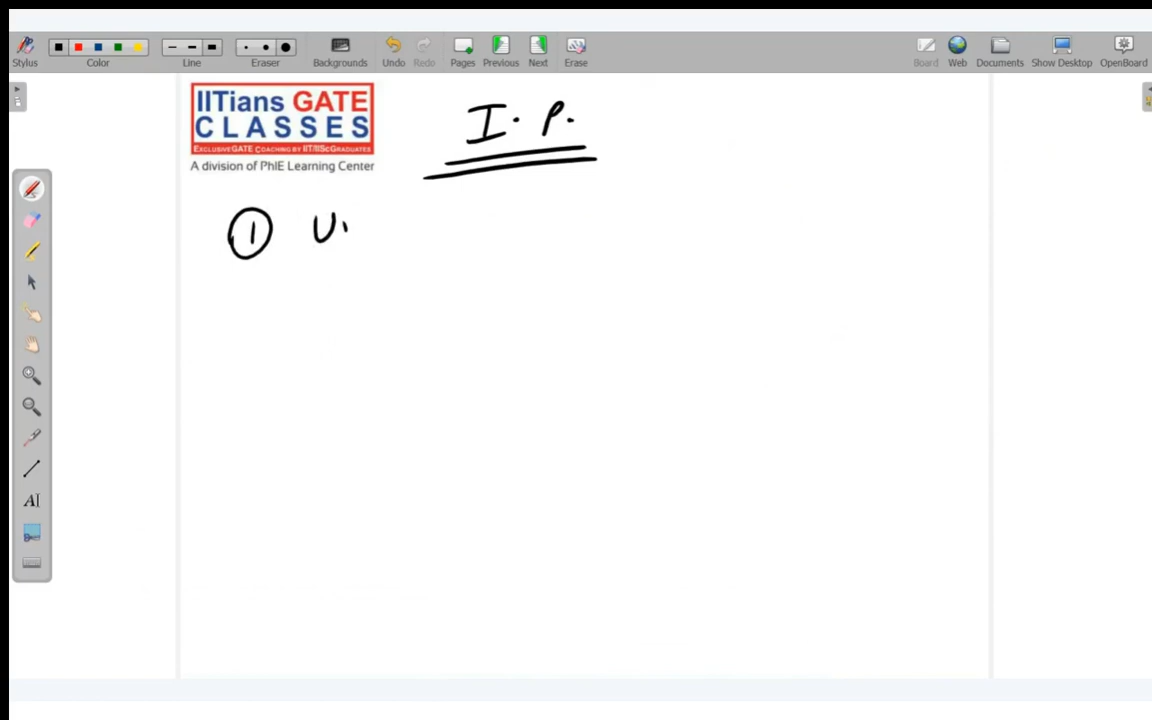 Stylus Color Line Eraser Backgrounds Undo Redo Pages Previous Next Erase Board Web Documents Show Desktop OpenBoard
IITians GATE
CLASSES
EXCLUSIVE GATE COACHING BY IIT/IISc GRADUATES
A division of PhIE Learning Center
I. P.
① U
AI